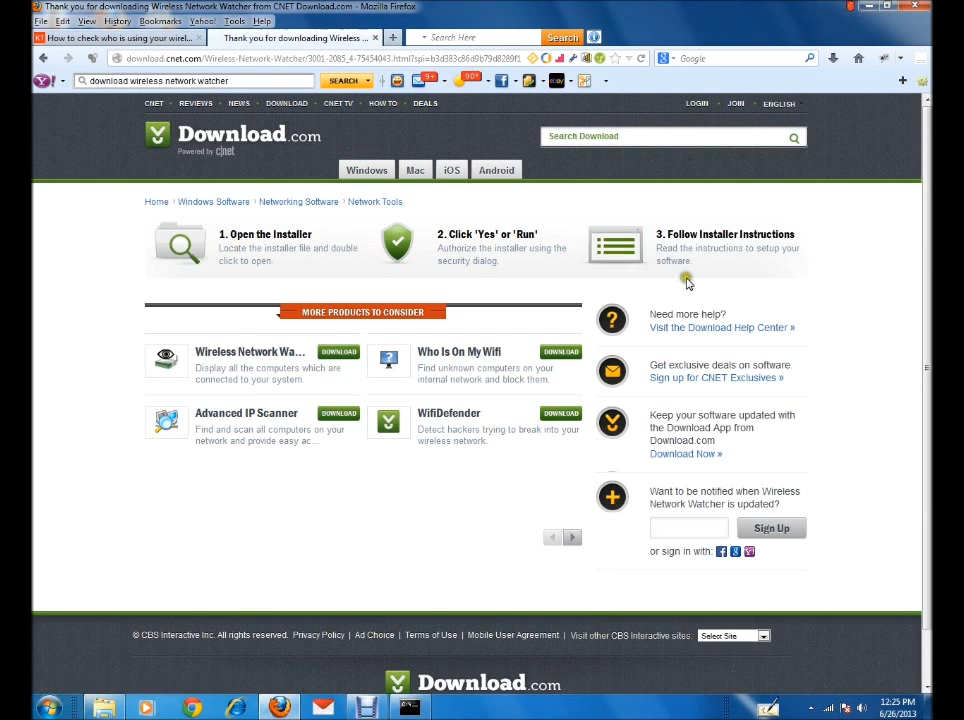 Thank you for downloading Wireless Network Watcher from CNET Download.com - Mozilla Firefox
File Edit View History Bookmarks Yahoo! Tools Help
How to check who is using your wirel...
Thank you for downloading Wireless ...
Search Here
Search
download.cnet.com/Wireless-Network-Watcher/3001-2085_4-75454043.html?spi=b3d383c86d9b79d8289f1
Google
download wireless network watcher
SEARCH
9+
90+
ebay
CNET REVIEWS NEWS DOWNLOAD CNET TV HOW TO DEALS
LOGIN JOIN ENGLISH
Download.com
Powered by c|net
Search Download
Windows Mac iOS Android
Home › Windows Software › Networking Software › Network Tools
1. Open the Installer
Locate the installer file and double
click to open.
2. Click 'Yes' or 'Run'
Authorize the installer using the
security dialog.
3. Follow Installer Instructions
Read the instructions to setup your
software.
MORE PRODUCTS TO CONSIDER
Wireless Network Wa...
DOWNLOAD
Display all the computers which are
connected to your system.
Who Is On My Wifi
DOWNLOAD
Find unknown computers on your
internal network and block them.
Advanced IP Scanner
DOWNLOAD
Find and scan all computers on your
network and provide easy ac...
WifiDefender
DOWNLOAD
Detect hackers trying to break into your
wireless network.
Need more help?
Visit the Download Help Center »
Get exclusive deals on software.
Sign up for CNET Exclusives »
Keep your software updated with
the Download App from
Download.com
Download Now »
Want to be notified when Wireless
Network Watcher is updated?
Sign Up
or sign in with:
© CBS Interactive Inc. All rights reserved. Privacy Policy | Ad Choice | Terms of Use | Mobile User Agreement | Visit other CBS Interactive sites: Select Site
Download.com
12:25 PM
6/26/2013